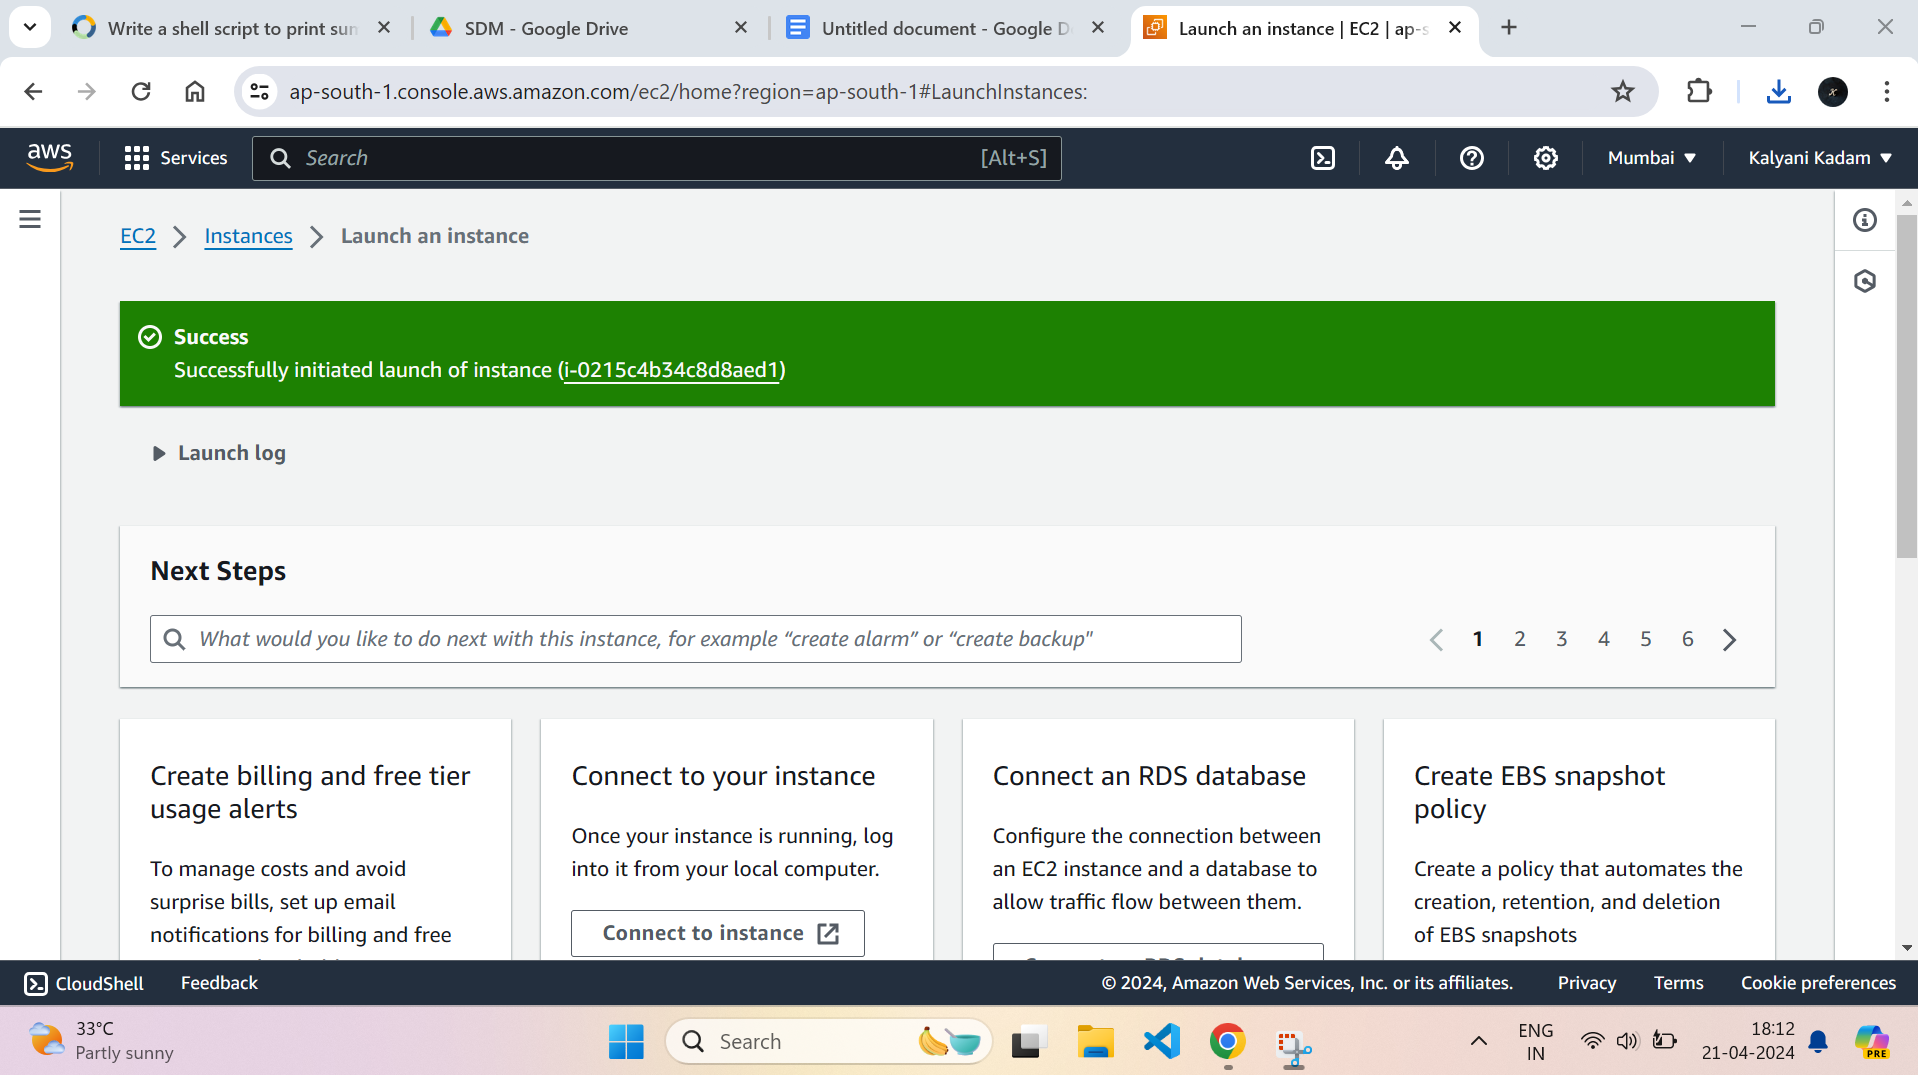 Write a shell script to print sun
SDM - Google Drive
Untitled document - Google D
Launch an instance | EC2 | ap-s
ap-south-1.console.aws.amazon.com/ec2/home?region=ap-south-1#LaunchInstances:
aws
Services
Search
[Alt+S]
Mumbai
Kalyani Kadam
EC2
Instances
Launch an instance
Success
Successfully initiated launch of instance (i-0215c4b34c8d8aed1)
Launch log
Next Steps
What would you like to do next with this instance, for example “create alarm” or “create backup"
1 2 3 4 5 6
Create billing and free tier
usage alerts
To manage costs and avoid
surprise bills, set up email
notifications for billing and free
Connect to your instance
Once your instance is running, log
into it from your local computer.
Connect to instance
Connect an RDS database
Configure the connection between
an EC2 instance and a database to
allow traffic flow between them.
Create EBS snapshot
policy
Create a policy that automates the
creation, retention, and deletion
of EBS snapshots
CloudShell
Feedback
© 2024, Amazon Web Services, Inc. or its affiliates.
Privacy
Terms
Cookie preferences
33°C
Partly sunny
Search
ENG
IN
18:12
21-04-2024
PRE